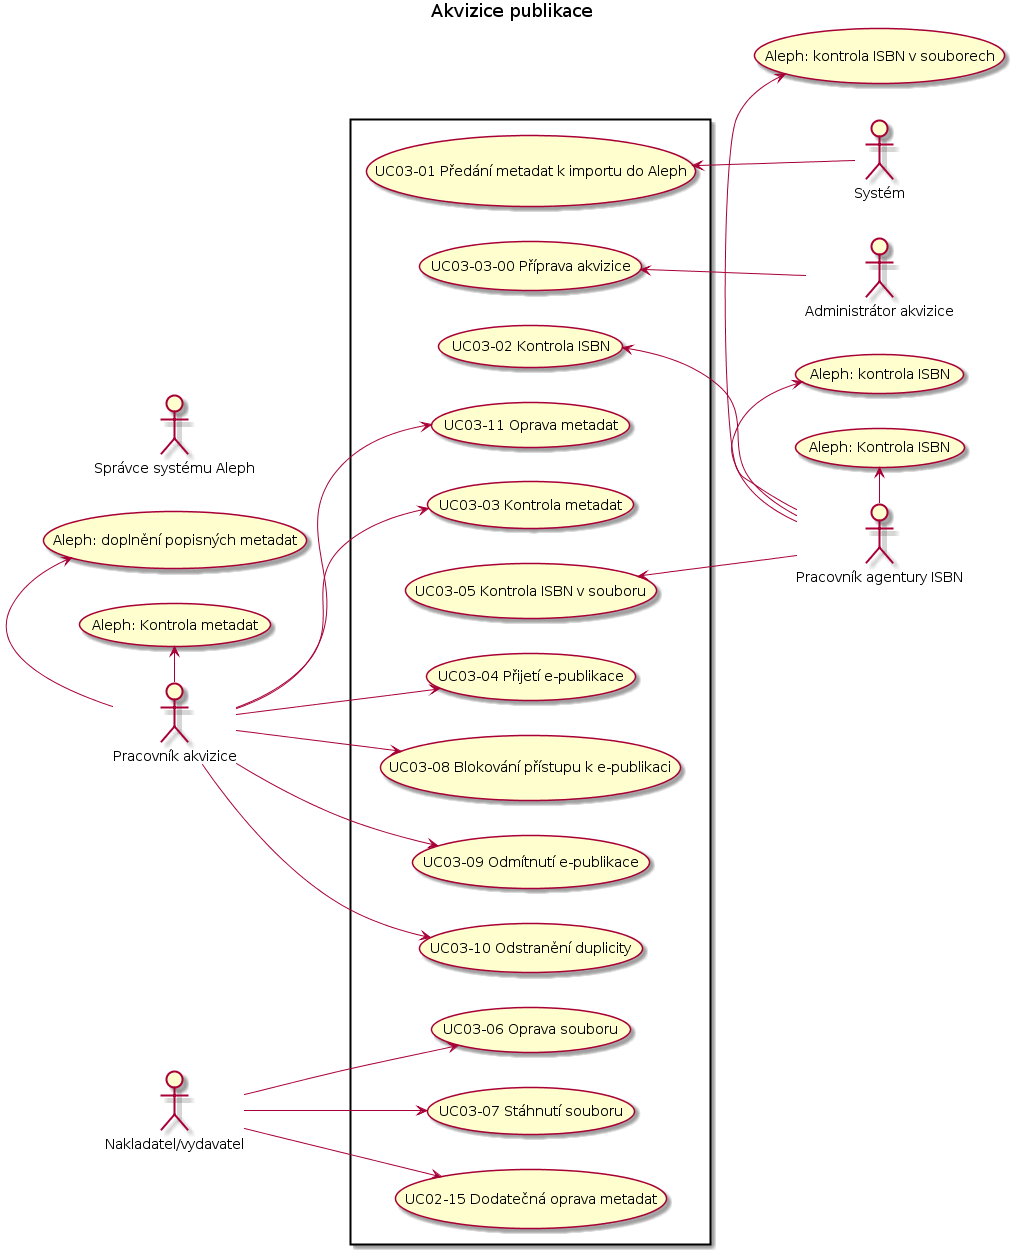 Akvizice publikace
Aleph: kontrola ISBN v souborech
UC03-01 Předání metadat k importu do Aleph
Systém
UC03-03-00 Příprava akvizice
Administrátor akvizice
UC03-02 Kontrola ISBN
Aleph: kontrola ISBN
UC03-11 Oprava metadat
Aleph: Kontrola ISBN
Správce systému Aleph
UC03-03 Kontrola metadat
Aleph: doplnění popisných metadat
Pracovník agentury ISBN
UC03-05 Kontrola ISBN v souboru
Aleph: Kontrola metadat
UC03-04 Přijetí e-publikace
Pracovník akvizice
UC03-08 Blokování přístupu k e-publikaci
UC03-09 Odmítnutí e-publikace
UC03-10 Odstranění duplicity
UC03-06 Oprava souboru
UC03-07 Stáhnutí souboru
Nakladatel/vydavatel
UC02-15 Dodatečná oprava metadat